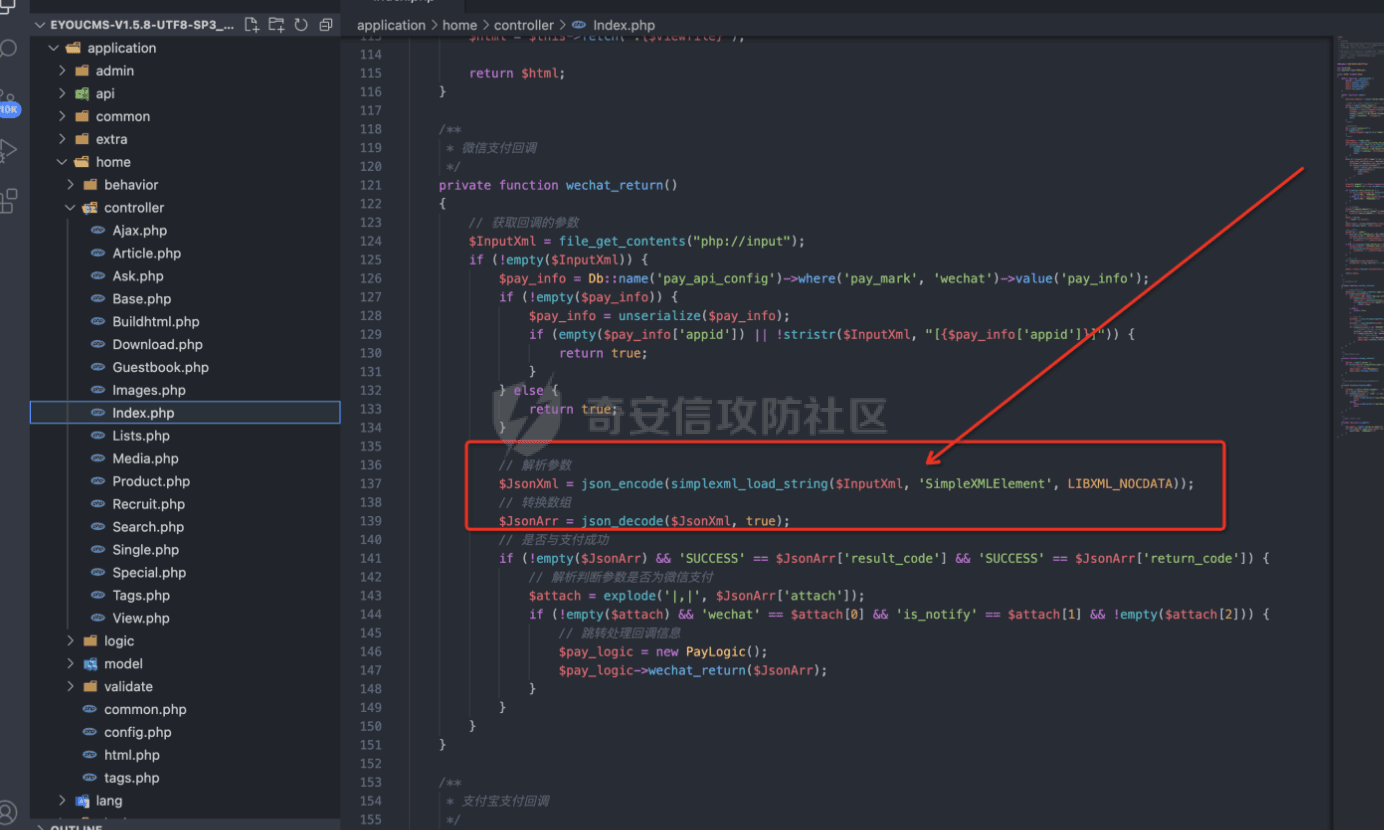 EYOUCMS-V1.5.8-UTF8-SP3_...
application
admin
api
common
extra
home
behavior
controller
Ajax.php
Article.php
Ask.php
Base.php
Buildhtml.php
Download.php
Guestbook.php
Images.php
Index.php
Lists.php
Media.php
Product.php
Recruit.php
Search.php
Single.php
Special.php
Tags.php
View.php
logic
model
validate
common.php
config.php
html.php
tags.php
lang
OUTLINE
10K
application > home > controller > Index.php
114
115 return $html;
116 }
117
118 /**
119 * 微信支付回调
120 */
121 private function wechat_return()
122 {
123 // 获取回调的参数
124 $InputXml = file_get_contents("php://input");
125 if (!empty($InputXml)) {
126 $pay_info = Db::name('pay_api_config')->where('pay_mark', 'wechat')->value('pay_info');
127 if (!empty($pay_info)) {
128 $pay_info = unserialize($pay_info);
129 if (empty($pay_info['appid']) || !stristr($InputXml, "[{$pay_info['appid']}]")) {
130 return true;
131 }
132 } else {
133 return true;
134 }
135
136 // 解析参数
137 $JsonXml = json_encode(simplexml_load_string($InputXml, 'SimpleXMLElement', LIBXML_NOCDATA));
138 // 转换数组
139 $JsonArr = json_decode($JsonXml, true);
140 // 是否与支付成功
141 if (!empty($JsonArr) && 'SUCCESS' == $JsonArr['result_code'] && 'SUCCESS' == $JsonArr['return_code']) {
142 // 解析判断参数是否为微信支付
143 $attach = explode('|,|', $JsonArr['attach']);
144 if (!empty($attach) && 'wechat' == $attach[0] && 'is_notify' == $attach[1] && !empty($attach[2])) {
145 // 跳转处理回调信息
146 $pay_logic = new PayLogic();
147 $pay_logic->wechat_return($JsonArr);
148 }
149 }
150 }
151 }
152
153 /**
154 * 支付宝支付回调
155 */
奇安信攻防社区